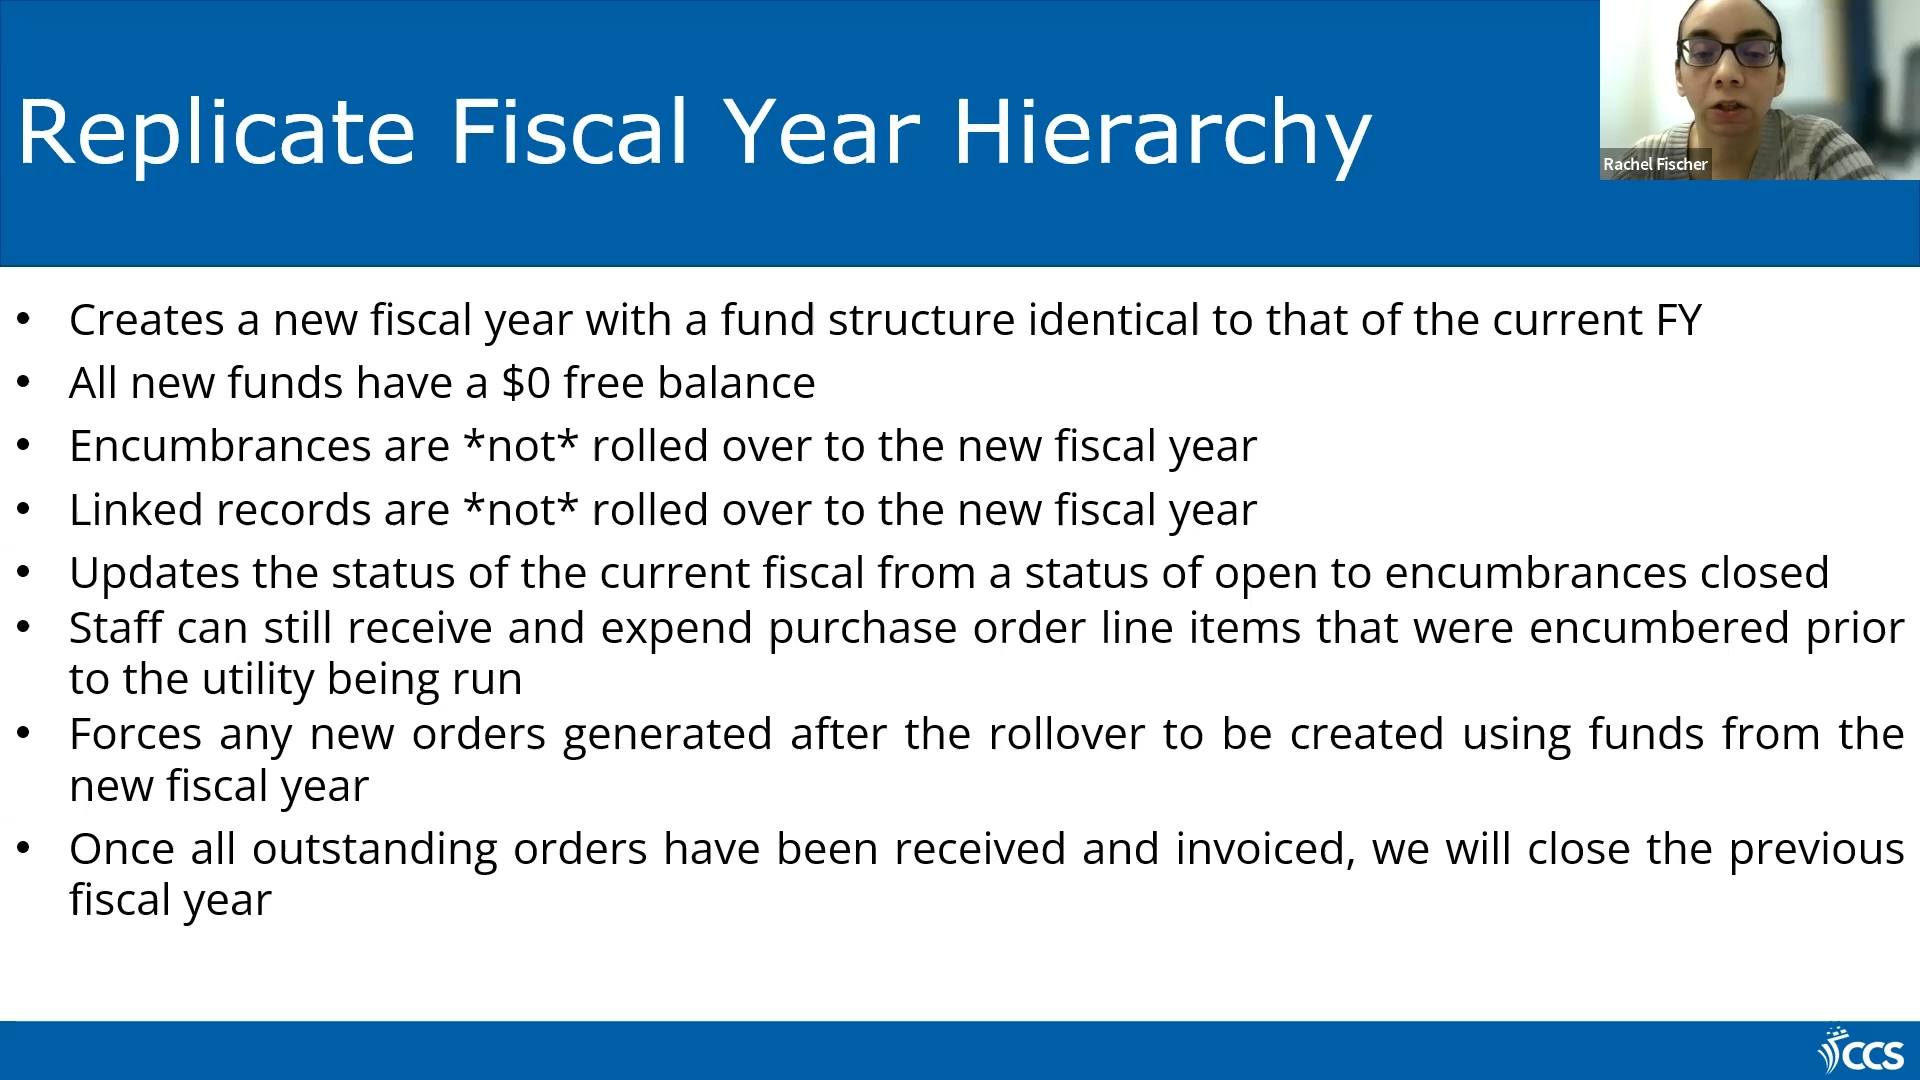 Replicate Fiscal Year Hierarchy
Rachel Fischer
• Creates a new fiscal year with a fund structure identical to that of the current FY
• All new funds have a $0 free balance
• Encumbrances are *not* rolled over to the new fiscal year
• Linked records are *not* rolled over to the new fiscal year
• Updates the status of the current fiscal from a status of open to encumbrances closed
• Staff can still receive and expend purchase order line items that were encumbered prior
to the utility being run
• Forces any new orders generated after the rollover to be created using funds from the
new fiscal year
• Once all outstanding orders have been received and invoiced, we will close the previous
fiscal year
CCS